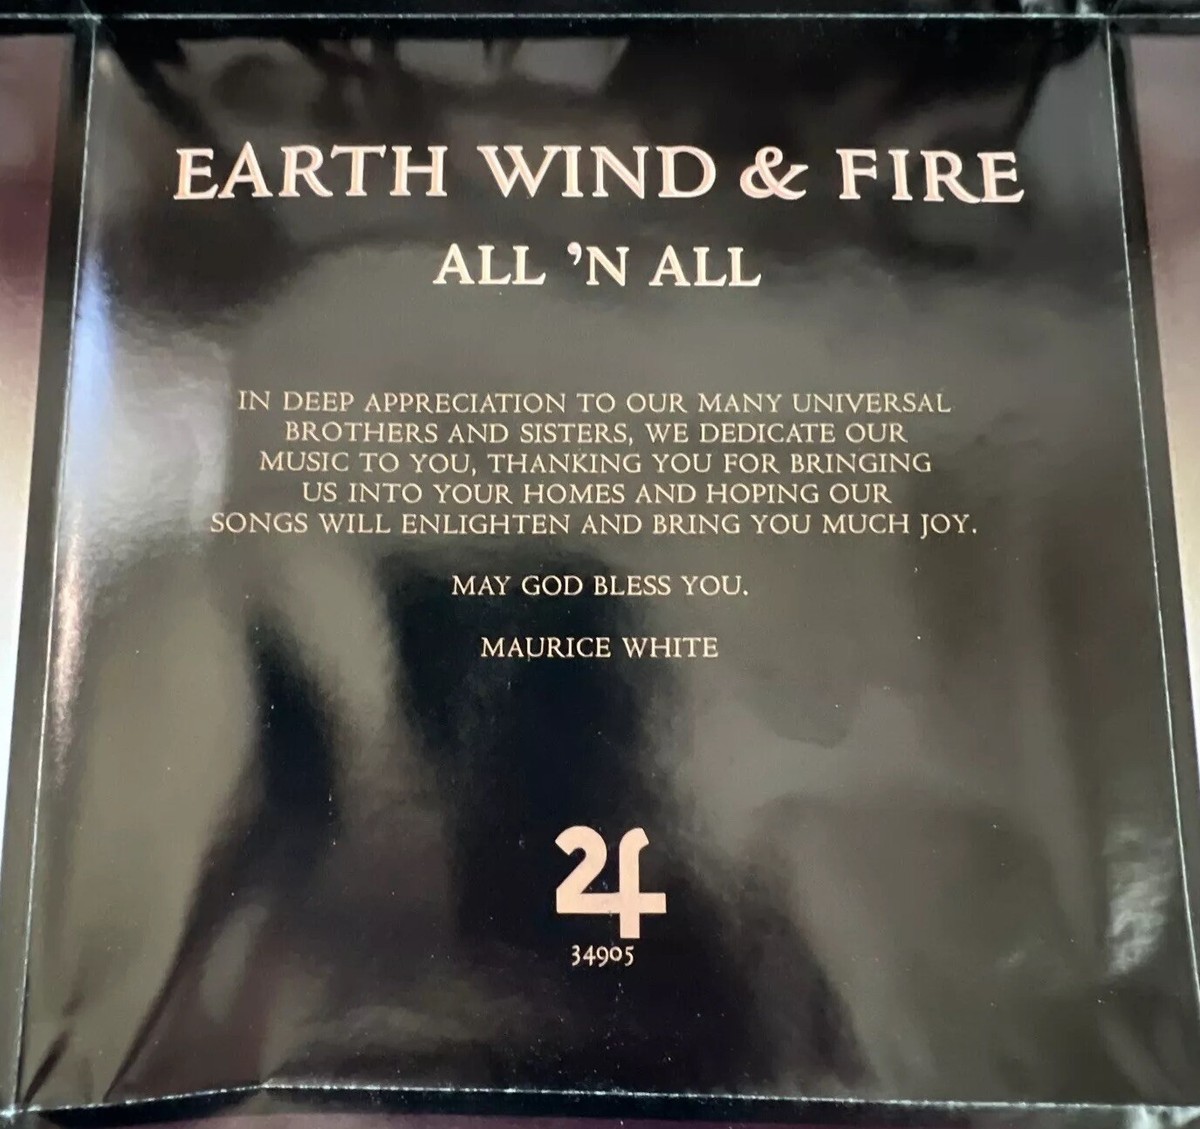 EARTH WIND & FIRE
ALL ’N ALL
IN DEEP APPRECIATION TO OUR MANY UNIVERSAL
BROTHERS AND SISTERS, WE DEDICATE OUR
MUSIC TO YOU, THANKING YOU FOR BRINGING
US INTO YOUR HOMES AND HOPING OUR
SONGS WILL ENLIGHTEN AND BRING YOU MUCH JOY.
MAY GOD BLESS YOU.
MAURICE WHITE
♃
34905